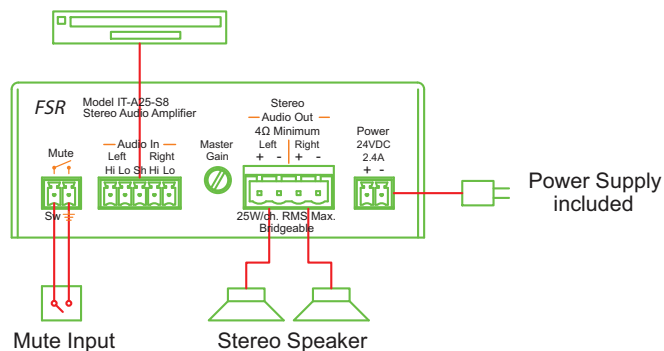 FSR
Model IT-A25-S8
Stereo Audio Amplifier
Mute
Sw
Audio In
Left Right
Hi Lo Sh Hi Lo
Master
Gain
Stereo
Audio Out
4Ω Minimum
Left Right
+ - + -
25W/ch. RMS Max.
Bridgeable
Power
24VDC
2.4A
+ -
Power Supply
included
Mute Input
Stereo Speaker